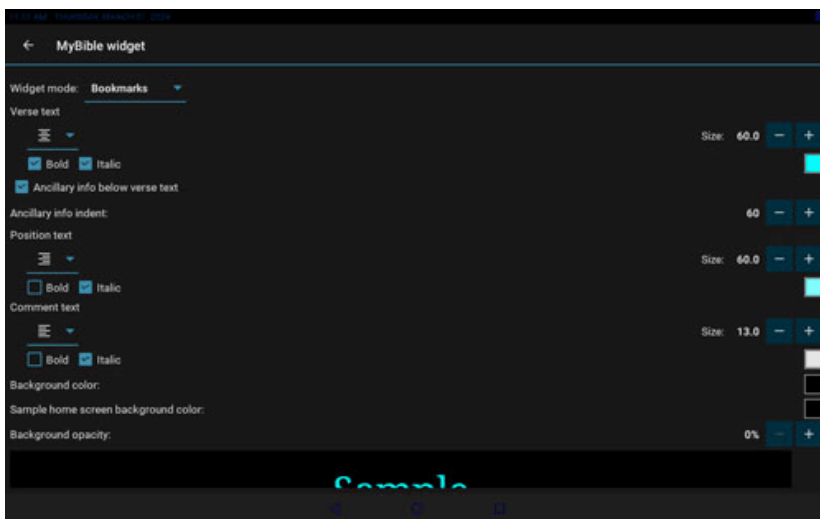 MyBible widget
Widget mode: Bookmarks
Verse text
Size: 60.0 − +
Bold Italic
Ancillary info below verse text
Ancillary info indent: 60 − +
Position text
Size: 60.0 − +
Bold Italic
Comment text
Size: 13.0 − +
Bold Italic
Background color:
Sample home screen background color:
Background opacity: 0% − +
Sample